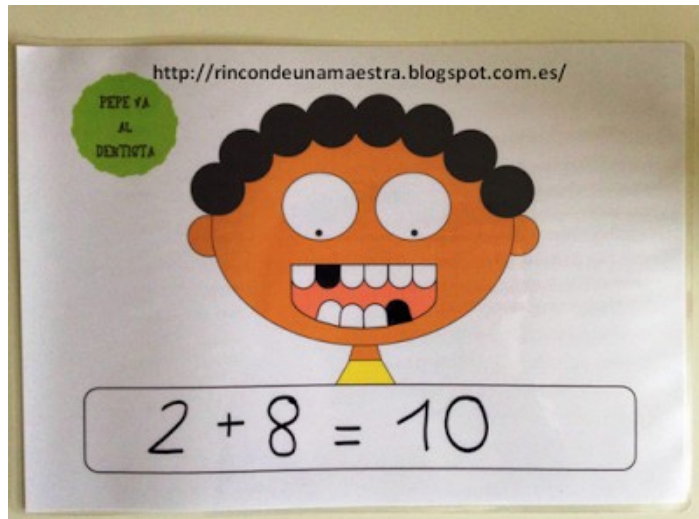 http://rincondeunamaestra.blogspot.com.es/
PEPE VA
AL
DENTISTA
2 + 8 = 10